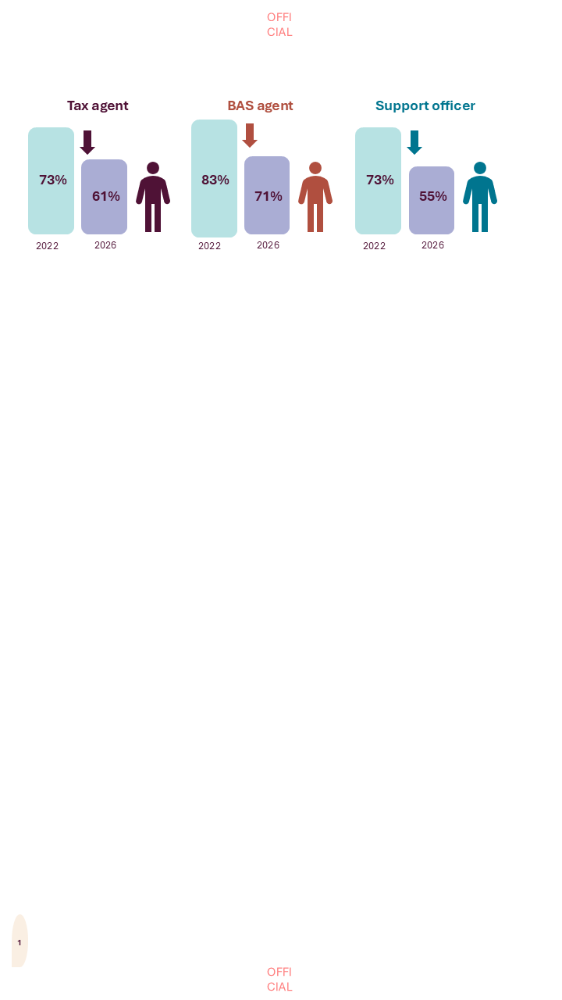 OFFI
CIAL
Tax agent
73%
61%
2022
2026
BAS agent
83%
71%
2022
2026
Support officer
73%
55%
2022
2026
1
OFFI
CIAL